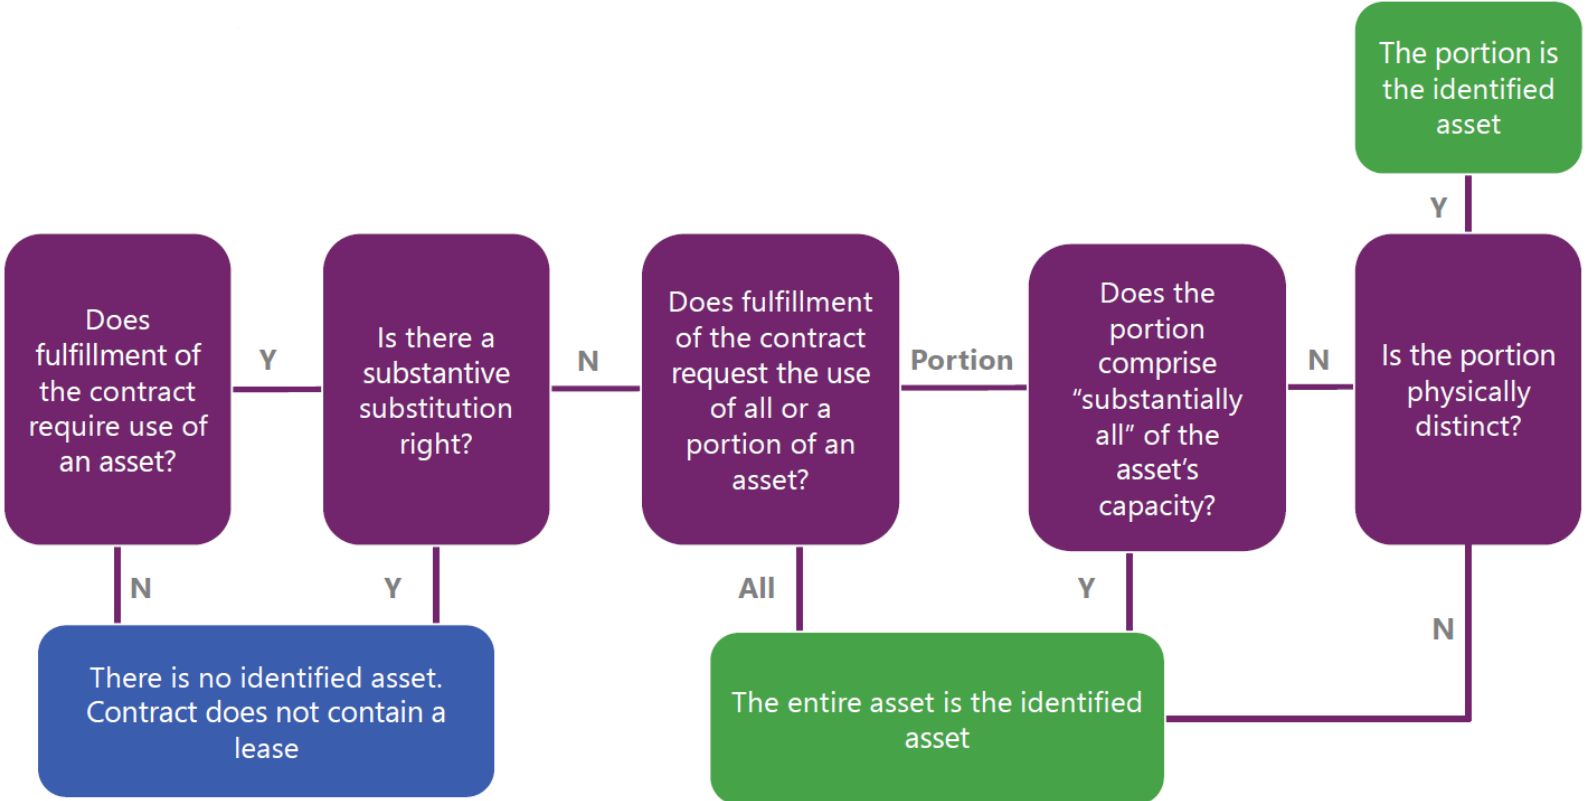 The portion is
the identified
asset
Y
Does
fulfillment of
the contract
require use of
an asset?
Y
Is there a
substantive
substitution
right?
N
Does fulfillment
of the contract
request the use
of all or a
portion of an
asset?
Portion
Does the
portion
comprise
“substantially
all” of the
asset’s
capacity?
N
Is the portion
physically
distinct?
N
Y
All
Y
N
There is no identified asset.
Contract does not contain a
lease
The entire asset is the identified
asset